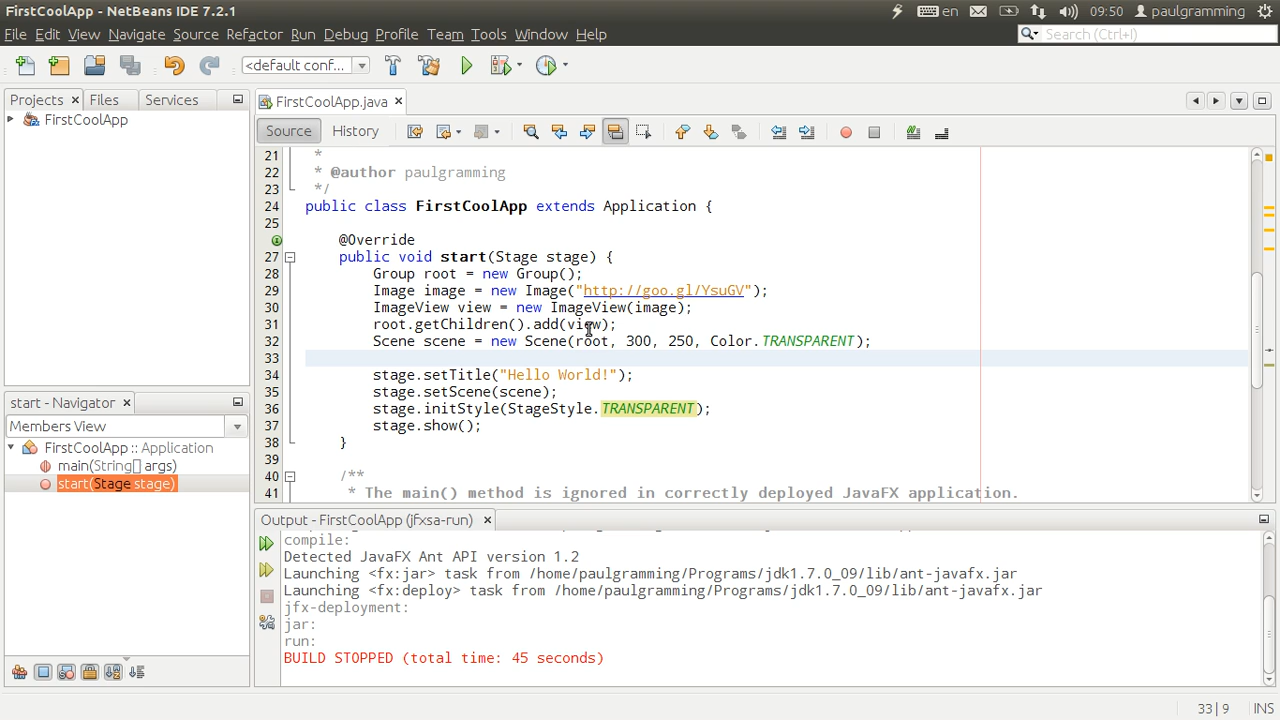 FirstCoolApp - NetBeans IDE 7.2.1
en
09:50
paulgramming
File Edit View Navigate Source Refactor Run Debug Profile Team Tools Window Help
Search (Ctrl+I)
<default conf...
Projects
Files
Services
FirstCoolApp.java
FirstCoolApp
Source
History
21 *
22 * @author paulgramming
23 */
24 public class FirstCoolApp extends Application {
25
26 @Override
27 public void start(Stage stage) {
28 Group root = new Group();
29 Image image = new Image("http://goo.gl/YsuGV");
30 ImageView view = new ImageView(image);
31 root.getChildren().add(view);
32 Scene scene = new Scene(root, 300, 250, Color.TRANSPARENT);
33
34 stage.setTitle("Hello World!");
35 stage.setScene(scene);
36 stage.initStyle(StageStyle.TRANSPARENT);
37 stage.show();
38 }
39
40 /**
41 * The main() method is ignored in correctly deployed JavaFX application.
start - Navigator
Members View
FirstCoolApp :: Application
main(String[] args)
start(Stage stage)
Output - FirstCoolApp (jfxsa-run)
compile:
Detected JavaFX Ant API version 1.2
Launching <fx:jar> task from /home/paulgramming/Programs/jdk1.7.0_09/lib/ant-javafx.jar
Launching <fx:deploy> task from /home/paulgramming/Programs/jdk1.7.0_09/lib/ant-javafx.jar
jfx-deployment:
jar:
run:
BUILD STOPPED (total time: 45 seconds)
33|9 INS